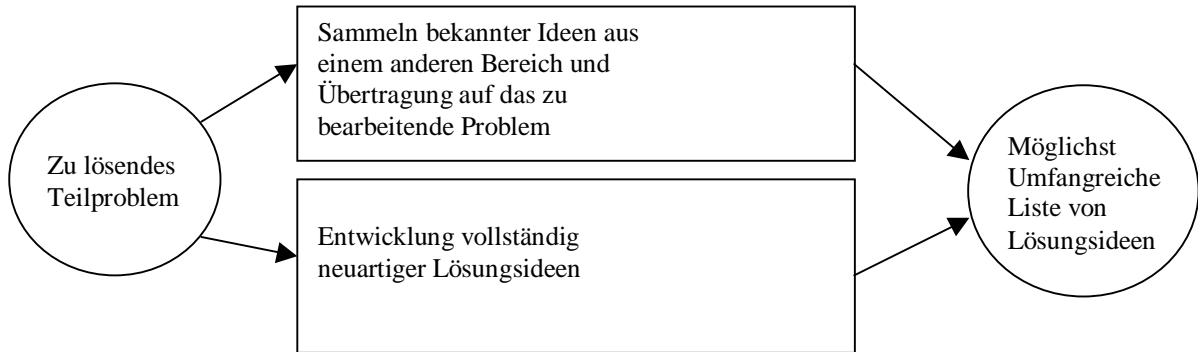 Zu lösendes
Teilproblem
Sammeln bekannter Ideen aus
einem anderen Bereich und
Übertragung auf das zu
bearbeitende Problem
Entwicklung vollständig
neuartiger Lösungsideen
Möglichst
Umfangreiche
Liste von
Lösungsideen